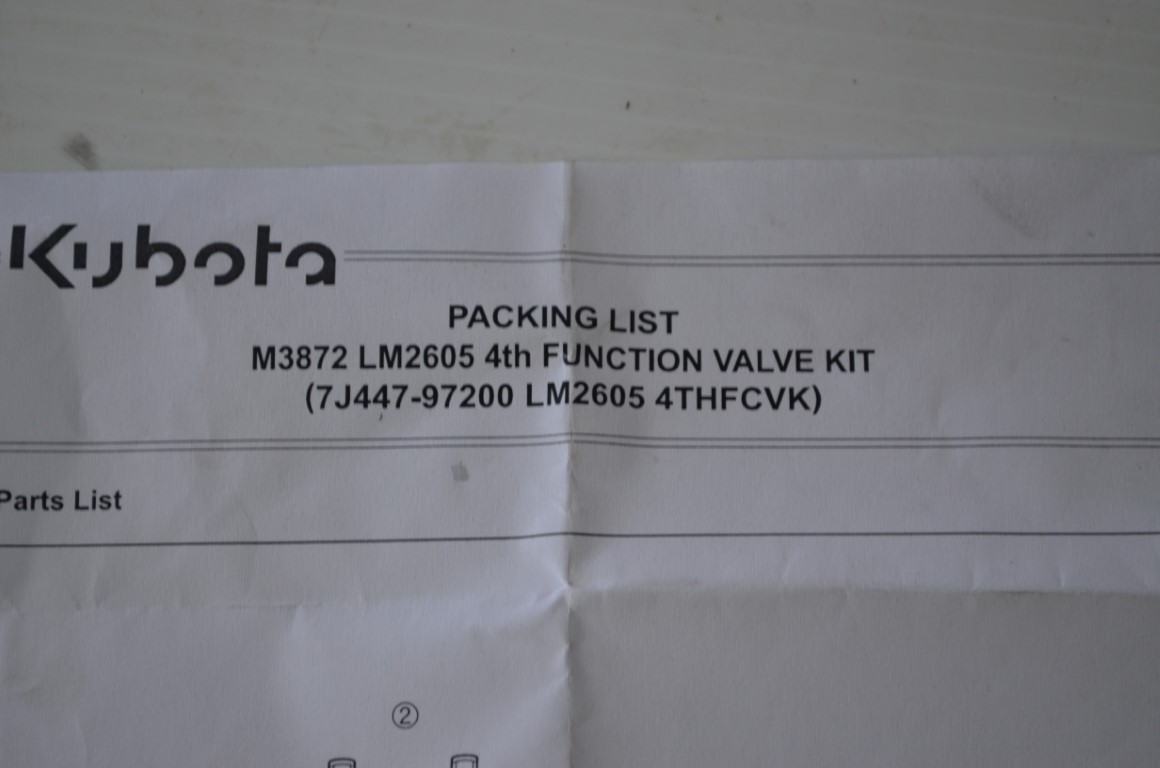 Kubota
PACKING LIST
M3872 LM2605 4th FUNCTION VALVE KIT
(7J447-97200 LM2605 4THFCVK)
Parts List
②